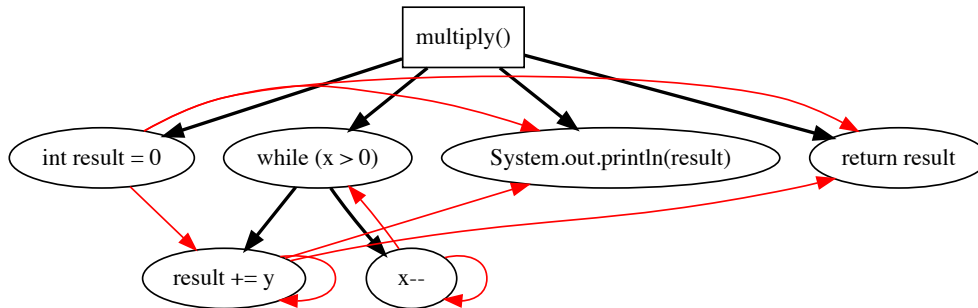 multiply()
int result = 0
while (x > 0)
System.out.println(result)
return result
result += y
x--